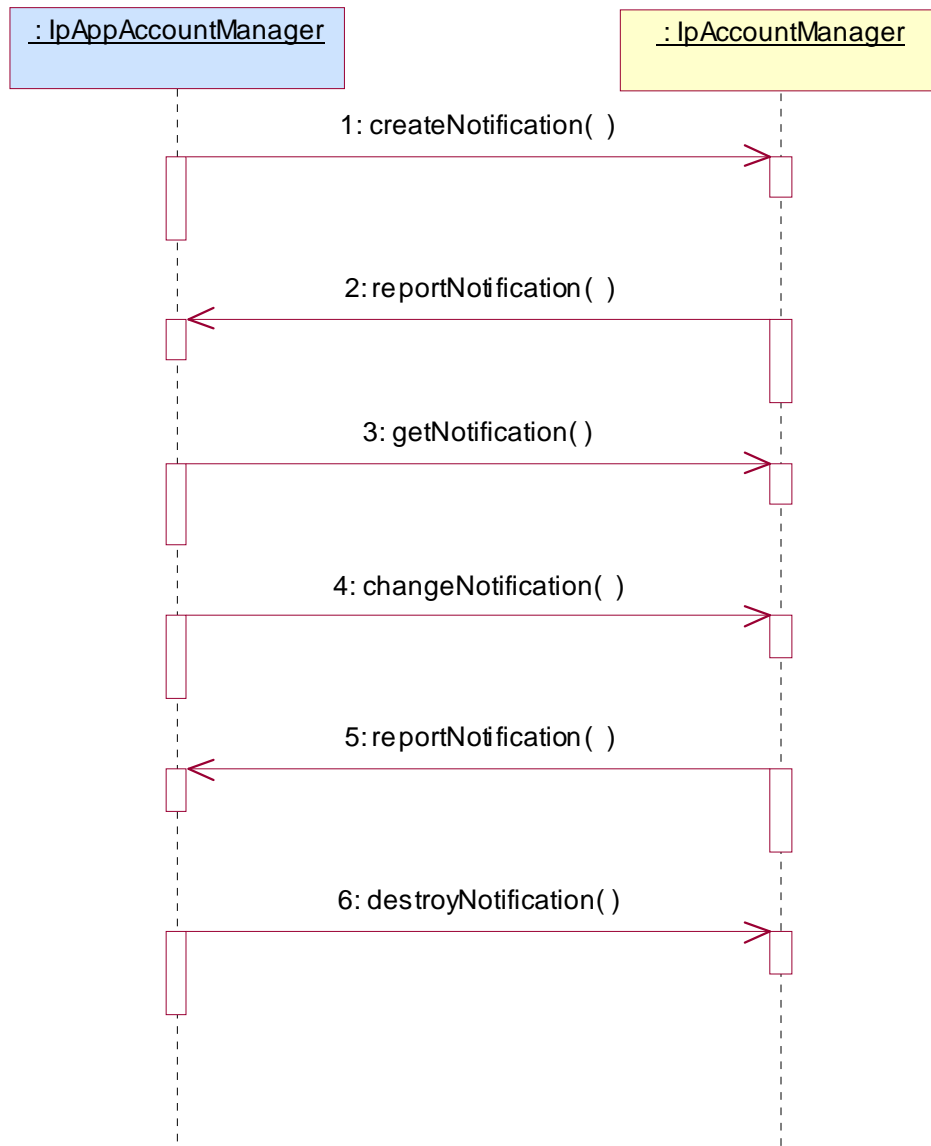 : IpAppAccountManager
: IpAccountManager
1: createNotification( )
2: reportNotification( )
3: getNotification( )
4: changeNotification( )
5: reportNotification( )
6: destroyNotification( )